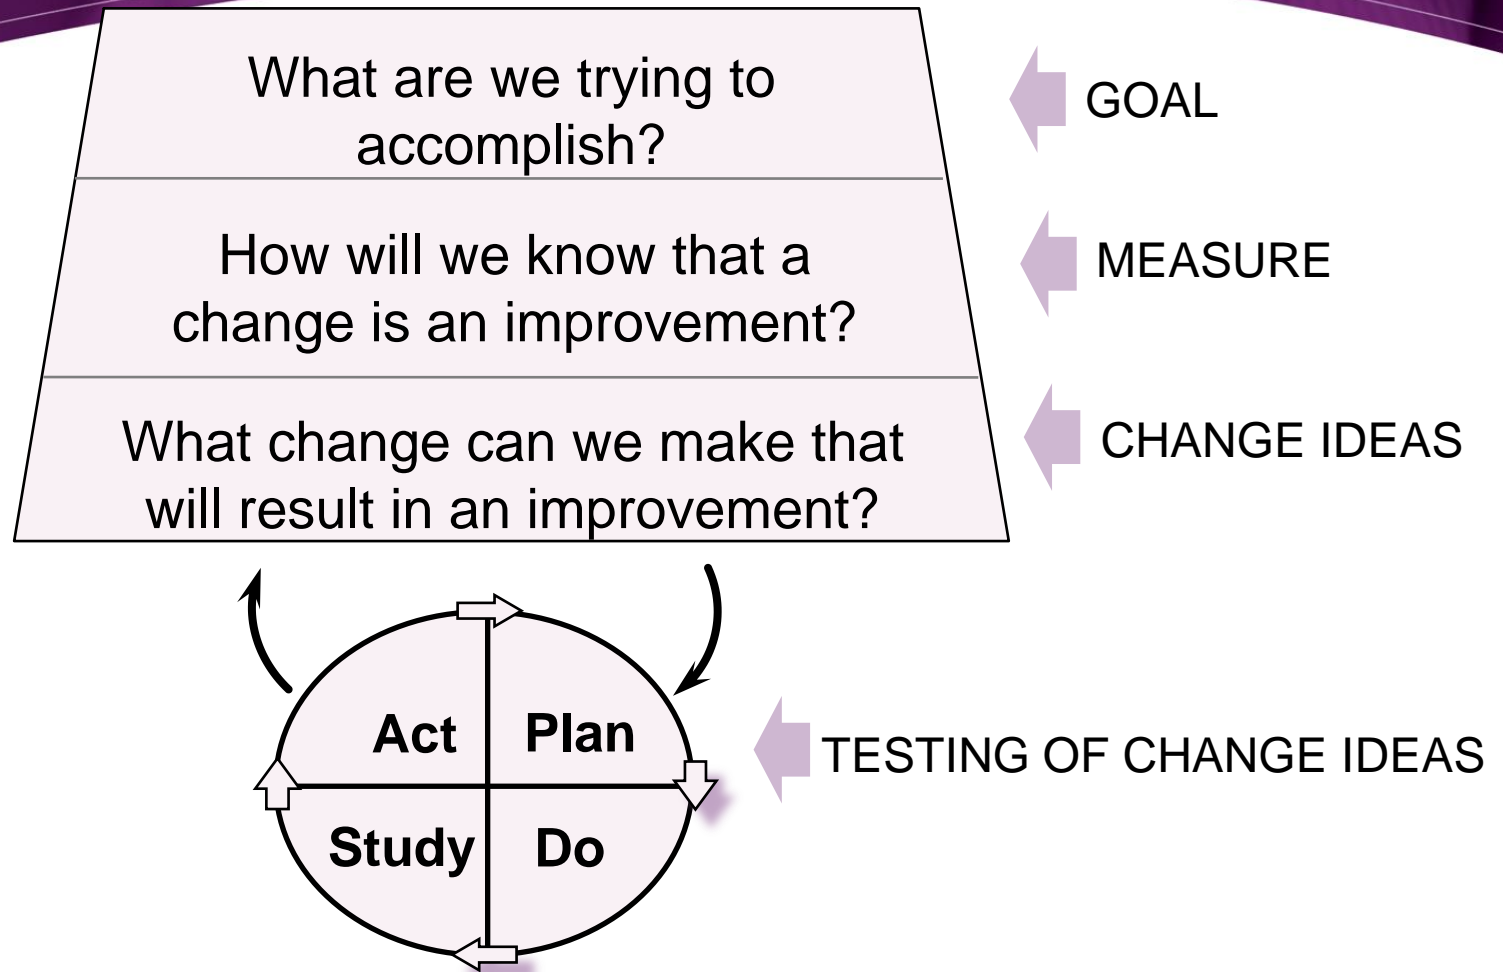 What are we trying to
accomplish?
GOAL
How will we know that a
change is an improvement?
MEASURE
What change can we make that
will result in an improvement?
CHANGE IDEAS
Act
Plan
Study
Do
TESTING OF CHANGE IDEAS